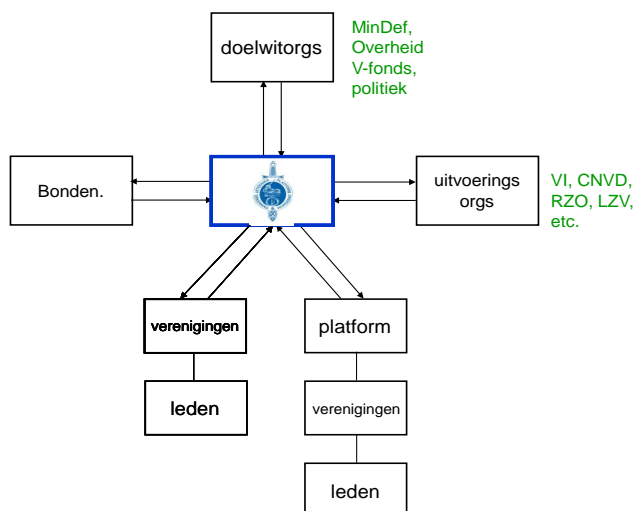 doelwitorgs
MinDef,
Overheid
V-fonds,
politiek
Bonden.
uitvoerings
orgs
VI, CNVD,
RZO, LZV,
etc.
verenigingen
platform
leden
verenigingen
leden